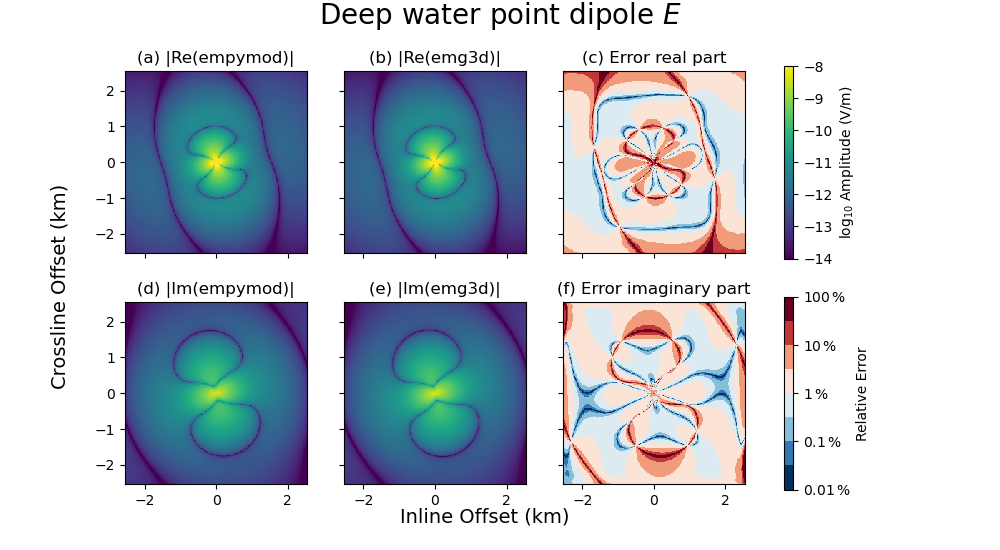 Deep water point dipole E
(a) |Re(empymod)|
(b) |Re(emg3d)|
(c) Error real part
2
1
0
−1
−2
−8
−9
−10
−11
−12
−13
−14
log₁₀ Amplitude (V/m)
Crossline Offset (km)
(d) |Im(empymod)|
(e) |Im(emg3d)|
(f) Error imaginary part
2
1
0
−1
−2
−2 0 2
−2 0 2
−2 0 2
100 %
10 %
1 %
0.1 %
0.01 %
Relative Error
Inline Offset (km)